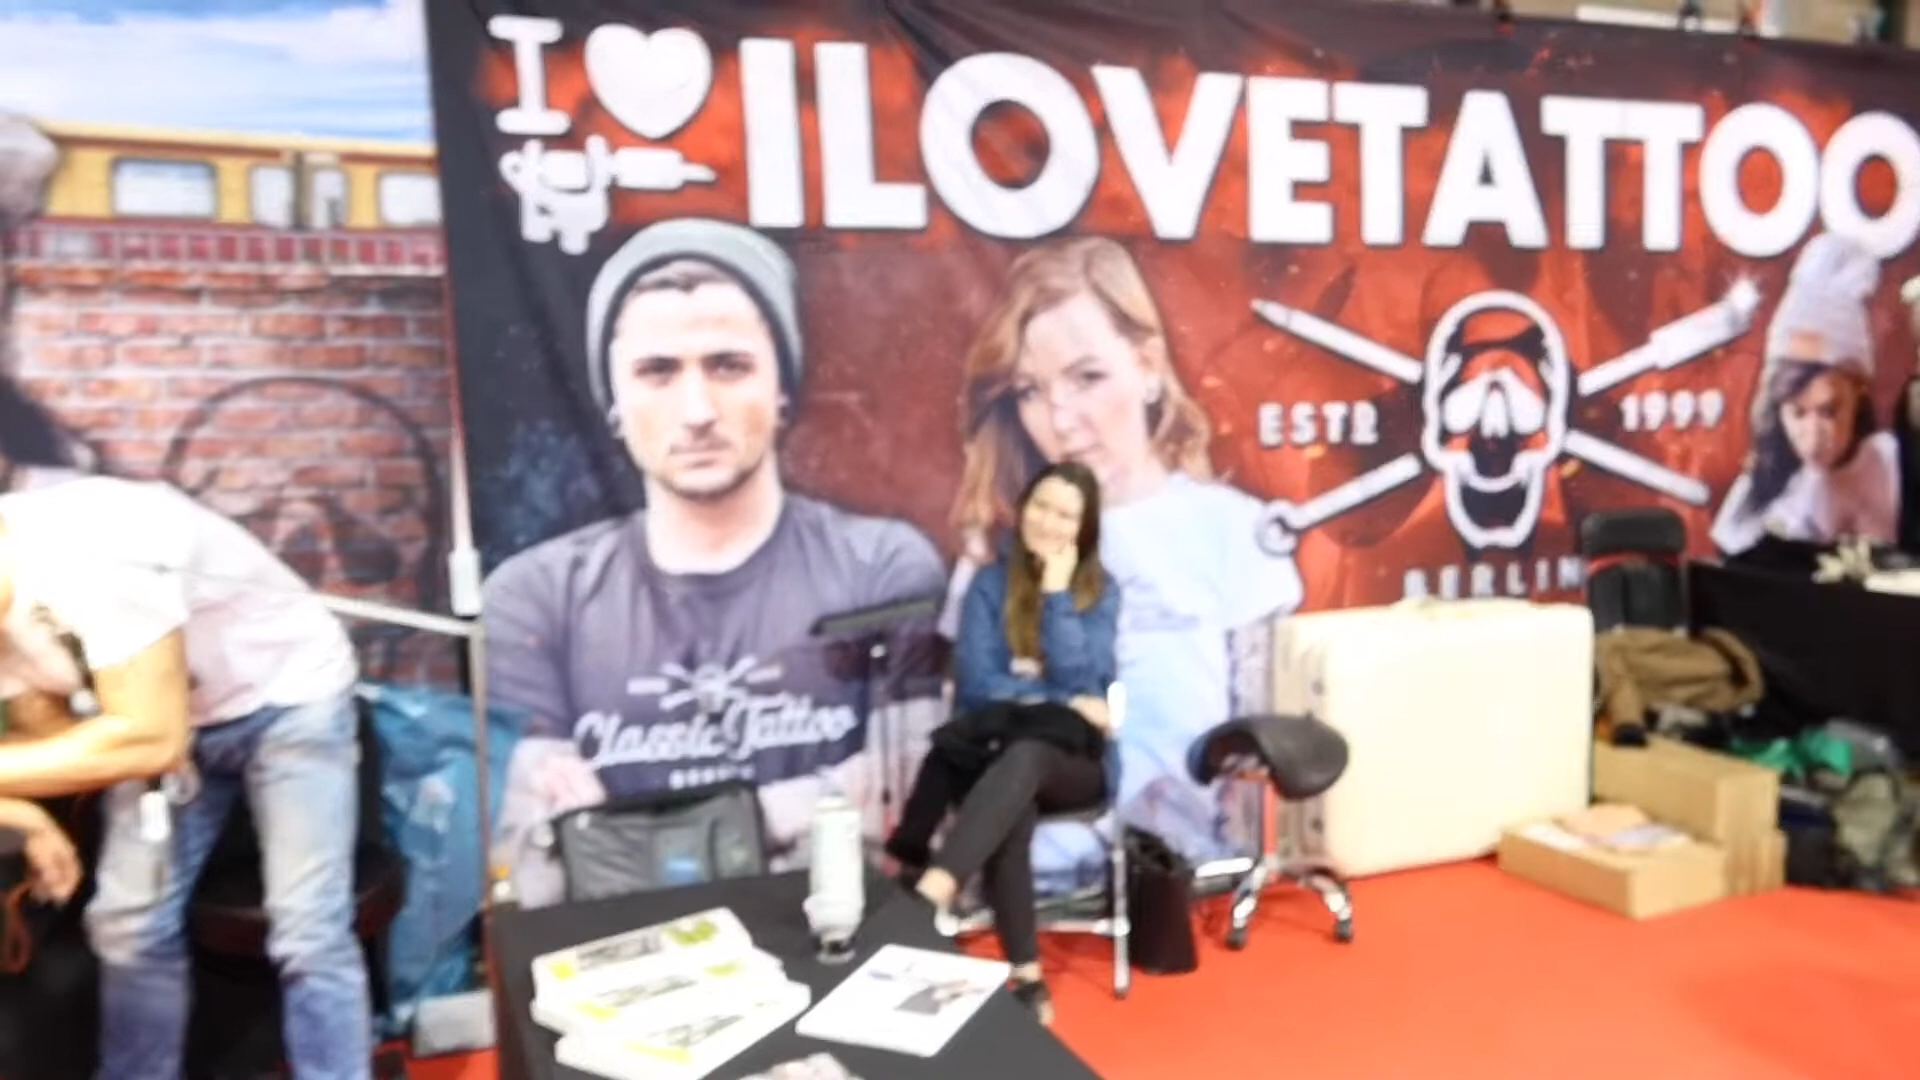 I
ILOVETATTOO
ESTD 1999
BERLIN
Classic Tattoo